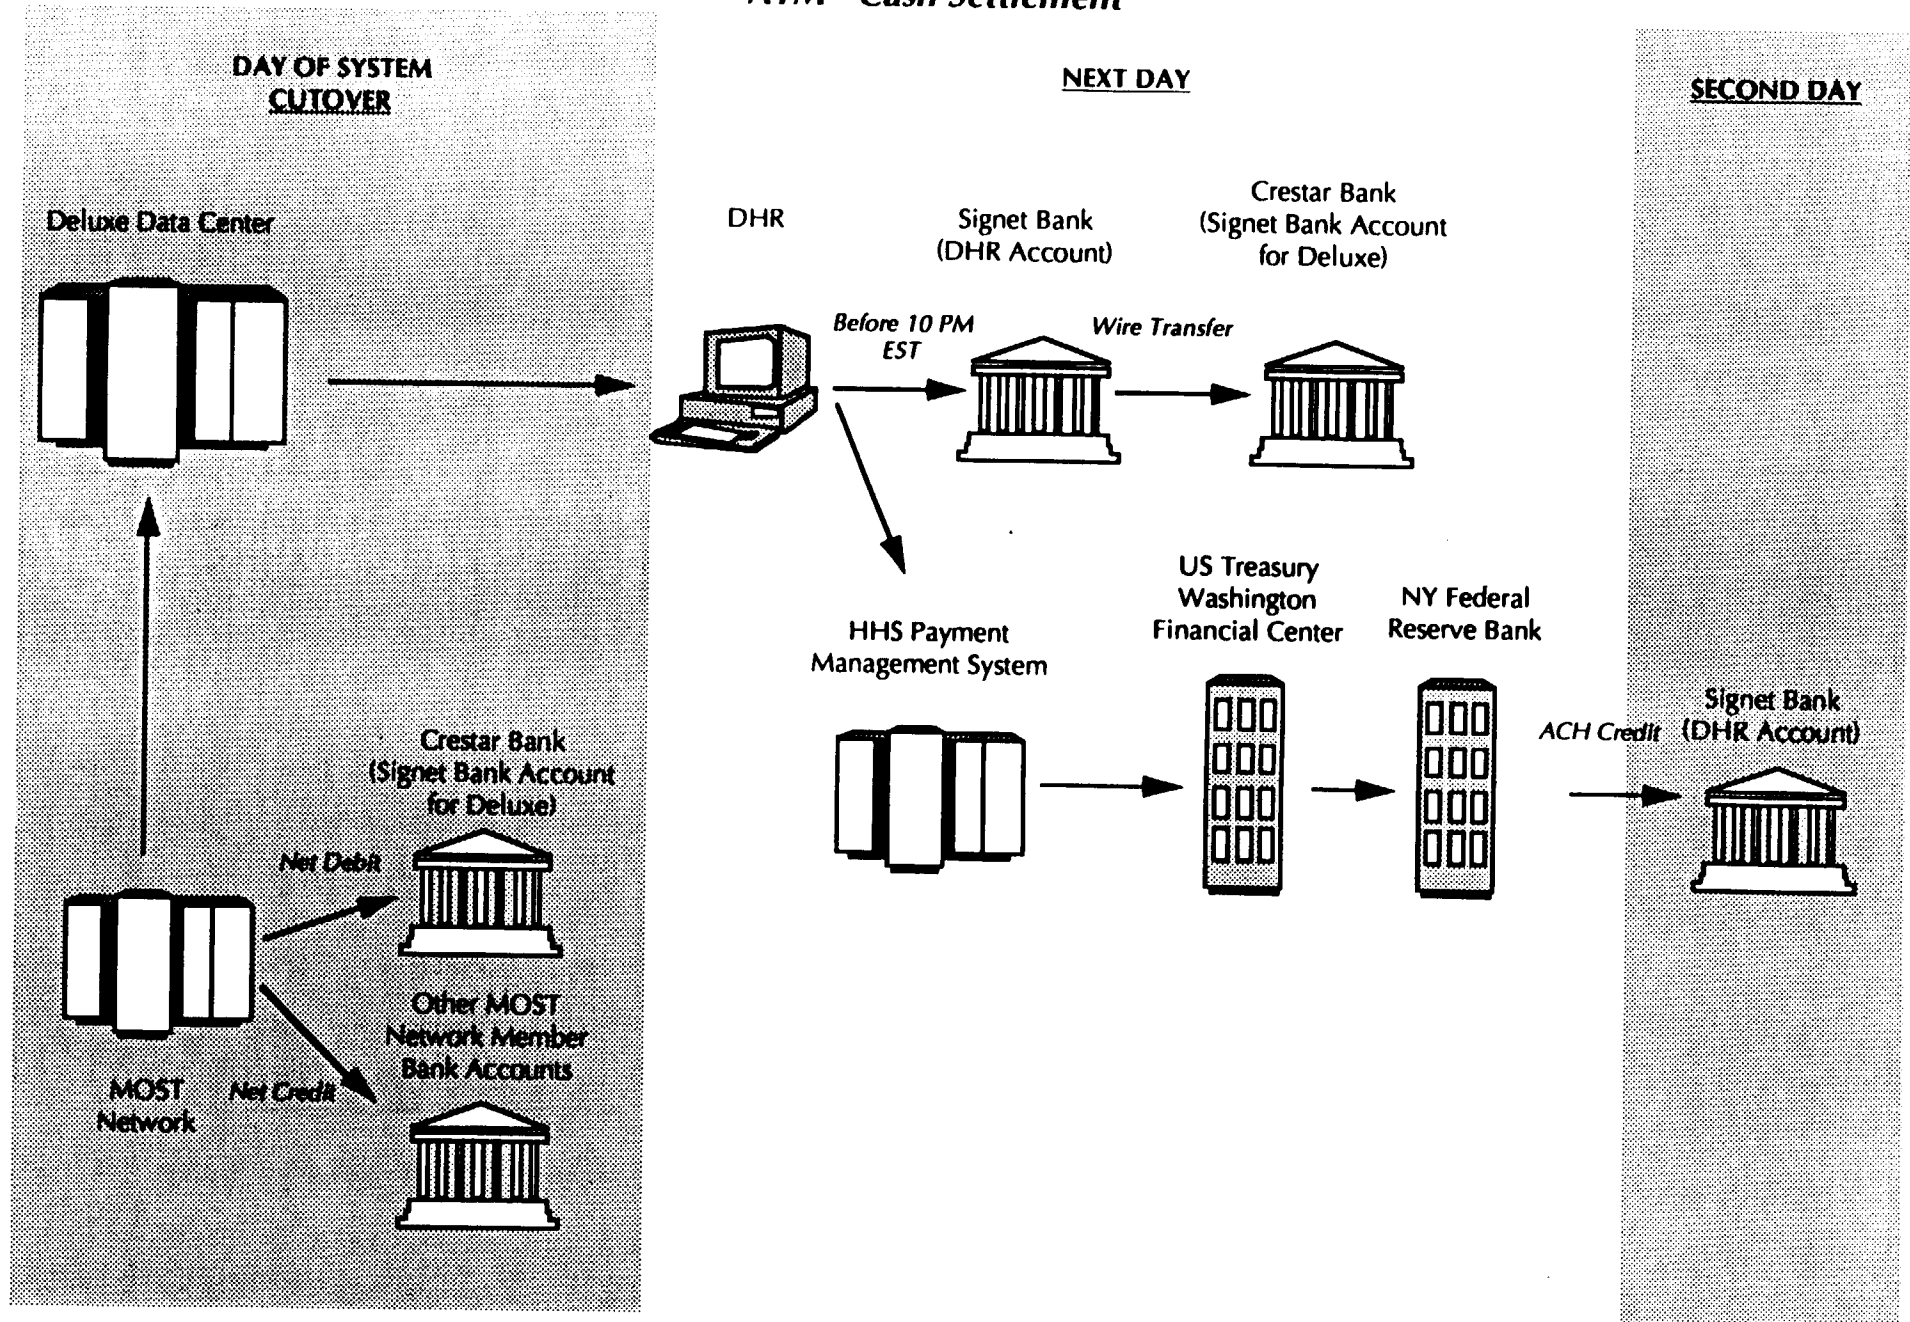 ATM - Cash Settlement
DAY OF SYSTEM
CUTOVER
NEXT DAY
SECOND DAY
Deluxe Data Center
DHR
Signet Bank
(DHR Account)
Crestar Bank
(Signet Bank Account
for Deluxe)
Before 10 PM
EST
Wire Transfer
HHS Payment
Management System
US Treasury
Washington
Financial Center
NY Federal
Reserve Bank
ACH Credit
Signet Bank
(DHR Account)
Crestar Bank
(Signet Bank Account
for Deluxe)
Net Debit
Other MOST
Network Member
Bank Accounts
MOST
Network
Net Credit